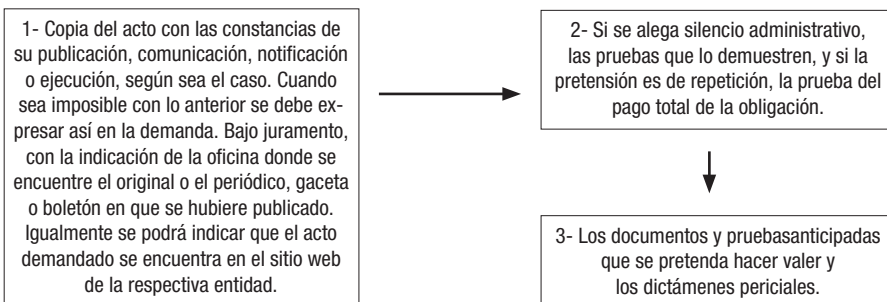 1- Copia del acto con las constancias de
su publicación, comunicación, notificación
o ejecución, según sea el caso. Cuando
sea imposible con lo anterior se debe ex-
presar así en la demanda. Bajo juramento,
con la indicación de la oficina donde se
encuentre el original o el periódico, gaceta
o boletón en que se hubiere publicado.
Igualmente se podrá indicar que el acto
demandado se encuentra en el sitio web
de la respectiva entidad.
2- Si se alega silencio administrativo,
las pruebas que lo demuestren, y si la
pretensión es de repetición, la prueba del
pago total de la obligación.
3- Los documentos y pruebasanticipadas
que se pretenda hacer valer y
los dictámenes periciales.